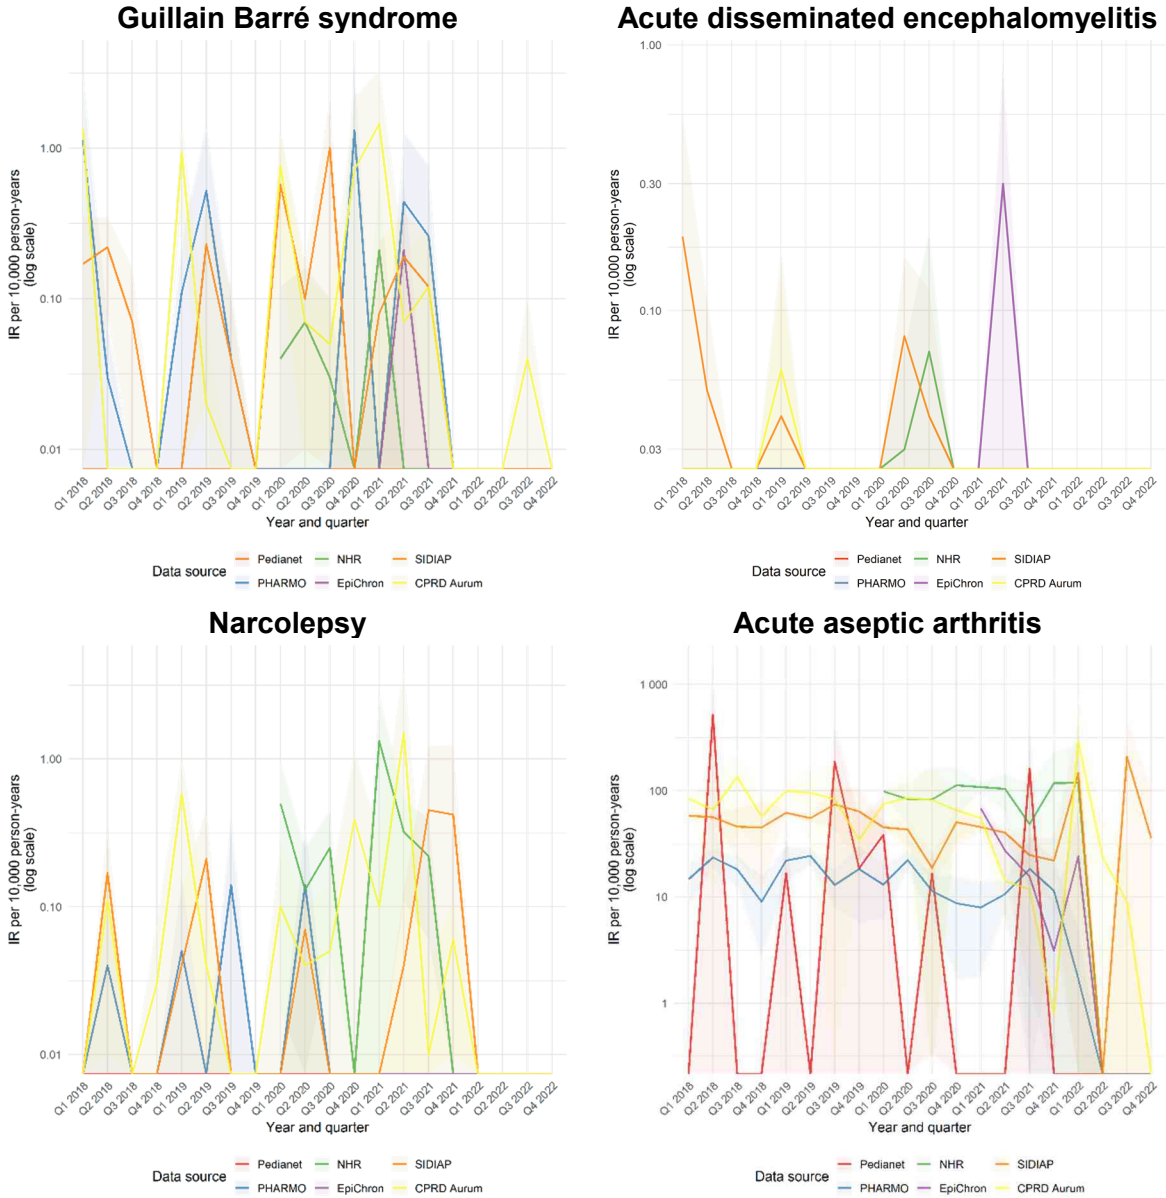 Guillain Barré syndrome
IR per 10,000 person-years
(log scale)
1.00
0.10
0.01
Q1 2018
Q2 2018
Q3 2018
Q4 2018
Q1 2019
Q2 2019
Q3 2019
Q4 2019
Q1 2020
Q2 2020
Q3 2020
Q4 2020
Q1 2021
Q2 2021
Q3 2021
Q4 2021
Q1 2022
Q2 2022
Q3 2022
Q4 2022
Year and quarter
Data source
Pedianet
NHR
SIDIAP
PHARMO
EpiChron
CPRD Aurum
Acute disseminated encephalomyelitis
IR per 10,000 person-years
(log scale)
1.00
0.30
0.10
0.03
Q1 2018
Q2 2018
Q3 2018
Q4 2018
Q1 2019
Q2 2019
Q3 2019
Q4 2019
Q1 2020
Q2 2020
Q3 2020
Q4 2020
Q1 2021
Q2 2021
Q3 2021
Q4 2021
Q1 2022
Q2 2022
Q3 2022
Q4 2022
Year and quarter
Data source
Pedianet
NHR
SIDIAP
PHARMO
EpiChron
CPRD Aurum
Narcolepsy
IR per 10,000 person-years
(log scale)
1.00
0.10
0.01
Q1 2018
Q2 2018
Q3 2018
Q4 2018
Q1 2019
Q2 2019
Q3 2019
Q4 2019
Q1 2020
Q2 2020
Q3 2020
Q4 2020
Q1 2021
Q2 2021
Q3 2021
Q4 2021
Q1 2022
Q2 2022
Q3 2022
Q4 2022
Year and quarter
Data source
Pedianet
NHR
SIDIAP
PHARMO
EpiChron
CPRD Aurum
Acute aseptic arthritis
IR per 10,000 person-years
(log scale)
1 000
100
10
1
Q1 2018
Q2 2018
Q3 2018
Q4 2018
Q1 2019
Q2 2019
Q3 2019
Q4 2019
Q1 2020
Q2 2020
Q3 2020
Q4 2020
Q1 2021
Q2 2021
Q3 2021
Q4 2021
Q1 2022
Q2 2022
Q3 2022
Q4 2022
Year and quarter
Data source
Pedianet
NHR
SIDIAP
PHARMO
EpiChron
CPRD Aurum